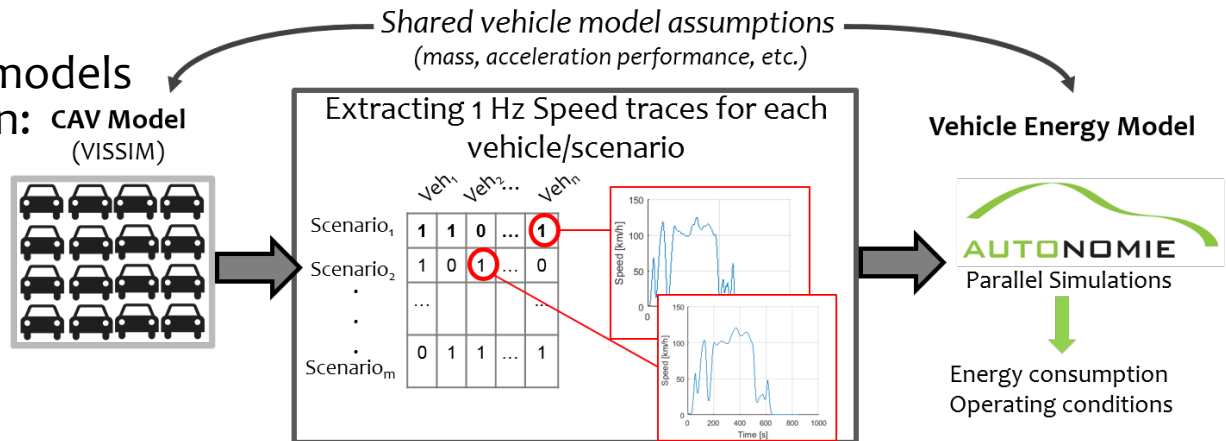 Shared vehicle model assumptions
(mass, acceleration performance, etc.)
models
n:
CAV Model
(VISSIM)
Extracting 1 Hz Speed traces for each
vehicle/scenario
Veh1 Veh2 ... Vehn
Scenario1 1 1 0 ... 1
Scenario2 1 0 1 ... 0
. ... ...
.
.
Scenariom 0 1 1 ... 1
150
100
50
0
0
Speed [km/h]
150
100
50
0
0 200 400 600 800 1000
Speed [km/h]
Time [s]
Vehicle Energy Model
AUTONOMIE
Parallel Simulations
Energy consumption
Operating conditions